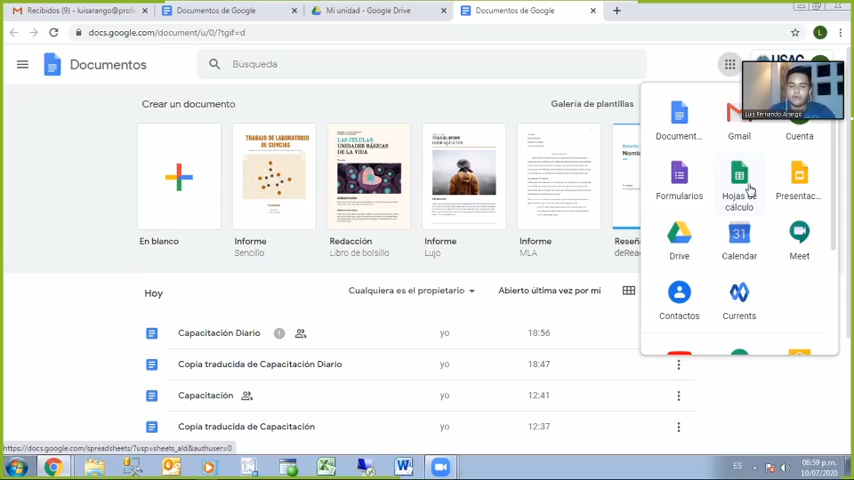 Recibidos (9) - luisarango@profe
Documentos de Google
Mi unidad - Google Drive
Documentos de Google
docs.google.com/document/u/0/?tgif=d
L
Documentos
Búsqueda
USAC
Luis Fernando Arango
Crear un documento
Galería de plantillas
TRABAJO DE LABORATORIO DE CIENCIAS
LAS CÉLULAS: UNIDADES BÁSICAS DE LA VIDA
Nomb
En blanco
Informe
Sencillo
Redacción
Libro de bolsillo
Informe
Lujo
Informe
MLA
Reseña
deRea
Document...
Gmail
Cuenta
Formularios
Hojas de cálculo
Presentac...
31
Drive
Calendar
Meet
Contactos
Currents
Hoy
Cualquiera es el propietario
Abierto última vez por mí
Capacitación Diario
1
yo
18:56
Copia traducida de Capacitación Diario
yo
18:47
Capacitación
yo
12:41
Copia traducida de Capacitación
yo
12:37
https://docs.google.com/spreadsheets/?usp=sheets_ald&authuser=0
ES
06:59 p.m.
10/07/2020